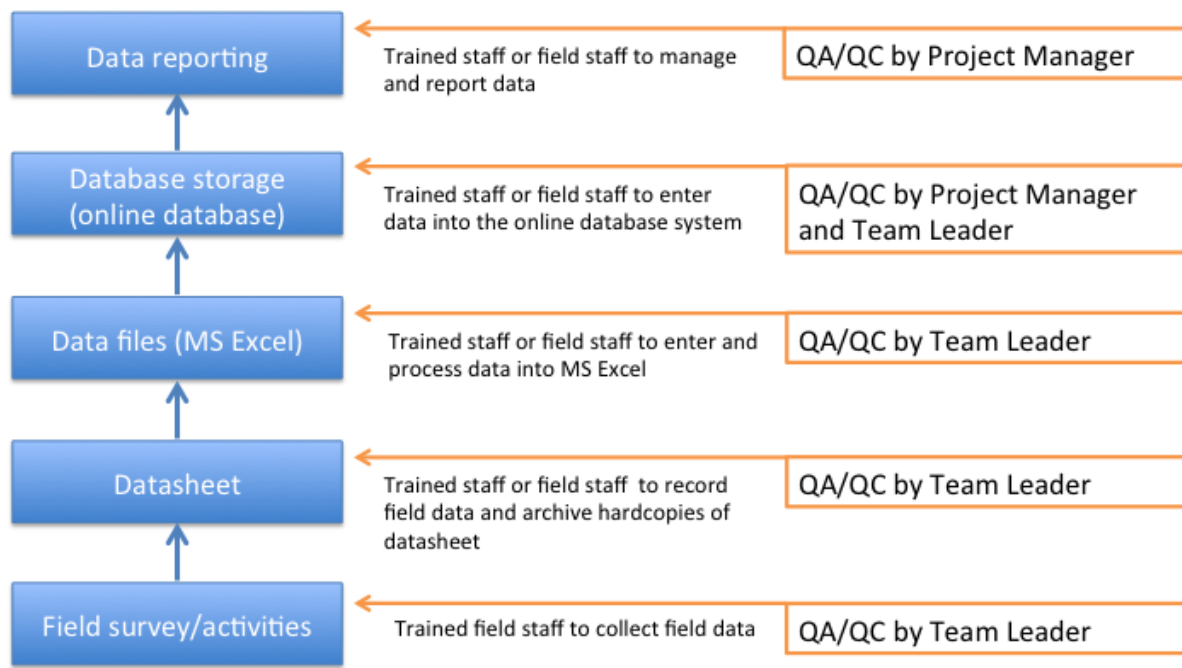 Data reporting
Trained staff or field staff to manage
and report data
QA/QC by Project Manager
Database storage
(online database)
Trained staff or field staff to enter
data into the online database system
QA/QC by Project Manager
and Team Leader
Data files (MS Excel)
Trained staff or field staff to enter and
process data into MS Excel
QA/QC by Team Leader
Datasheet
Trained staff or field staff  to record
field data and archive hardcopies of
datasheet
QA/QC by Team Leader
Field survey/activities
Trained field staff to collect field data
QA/QC by Team Leader